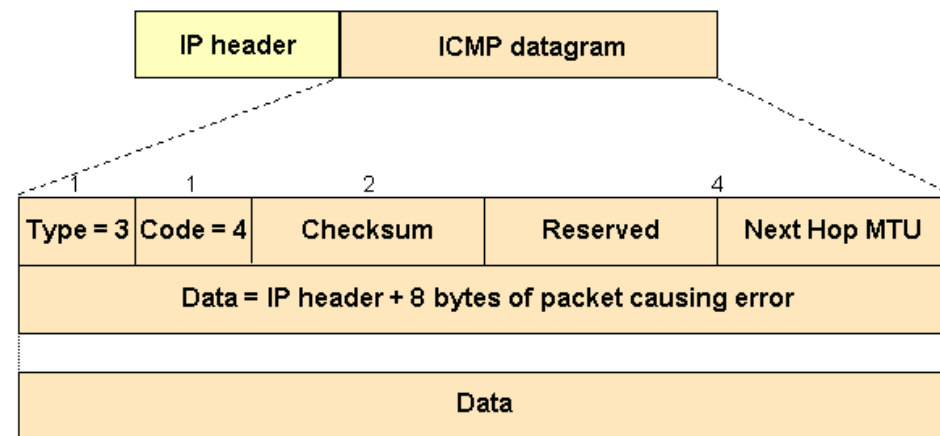 IP header ICMP datagram
1 1 2 4
Type = 3 Code = 4 Checksum Reserved Next Hop MTU
Data = IP header + 8 bytes of packet causing error
Data